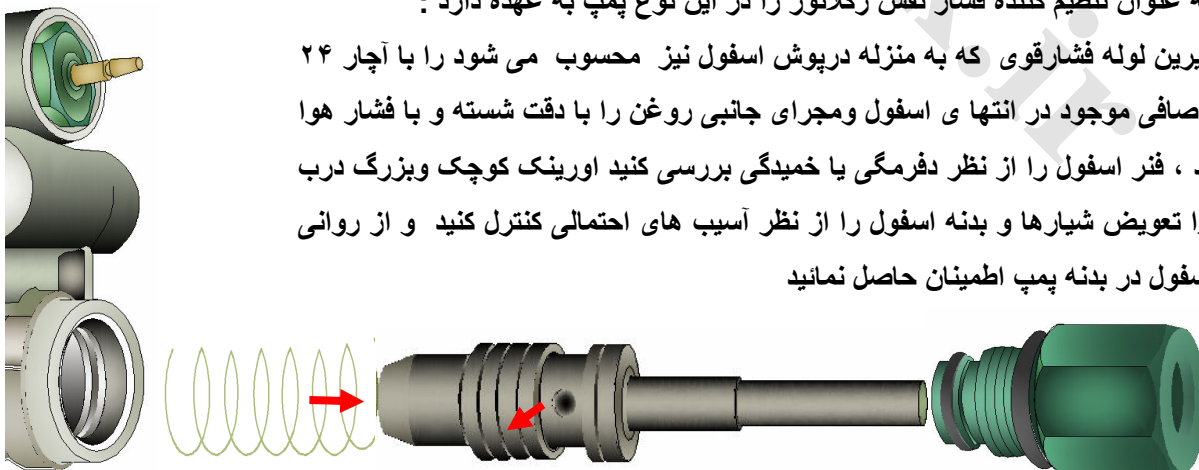 عنوان تنظیم کننده فشار نقش رگلاتور را در این نوع پمپ به عهده دارد :
لوله فشارقوی که به منزله درپوش اسفول نیز محسوب می شود را با آچار ۲۴
صافی موجود در انتها ی اسفول ومجرای جانبی روغن را با دقت شسته و با فشار هوا
، فنر اسفول را از نظر دفرمگی یا خمیدگی بررسی کنید اورینک کوچک وبزرگ درب
تعویض شیارها و بدنه اسفول را از نظر آسیب های احتمالی کنترل کنید و از روانی
در بدنه پمپ اطمینان حاصل نمائید